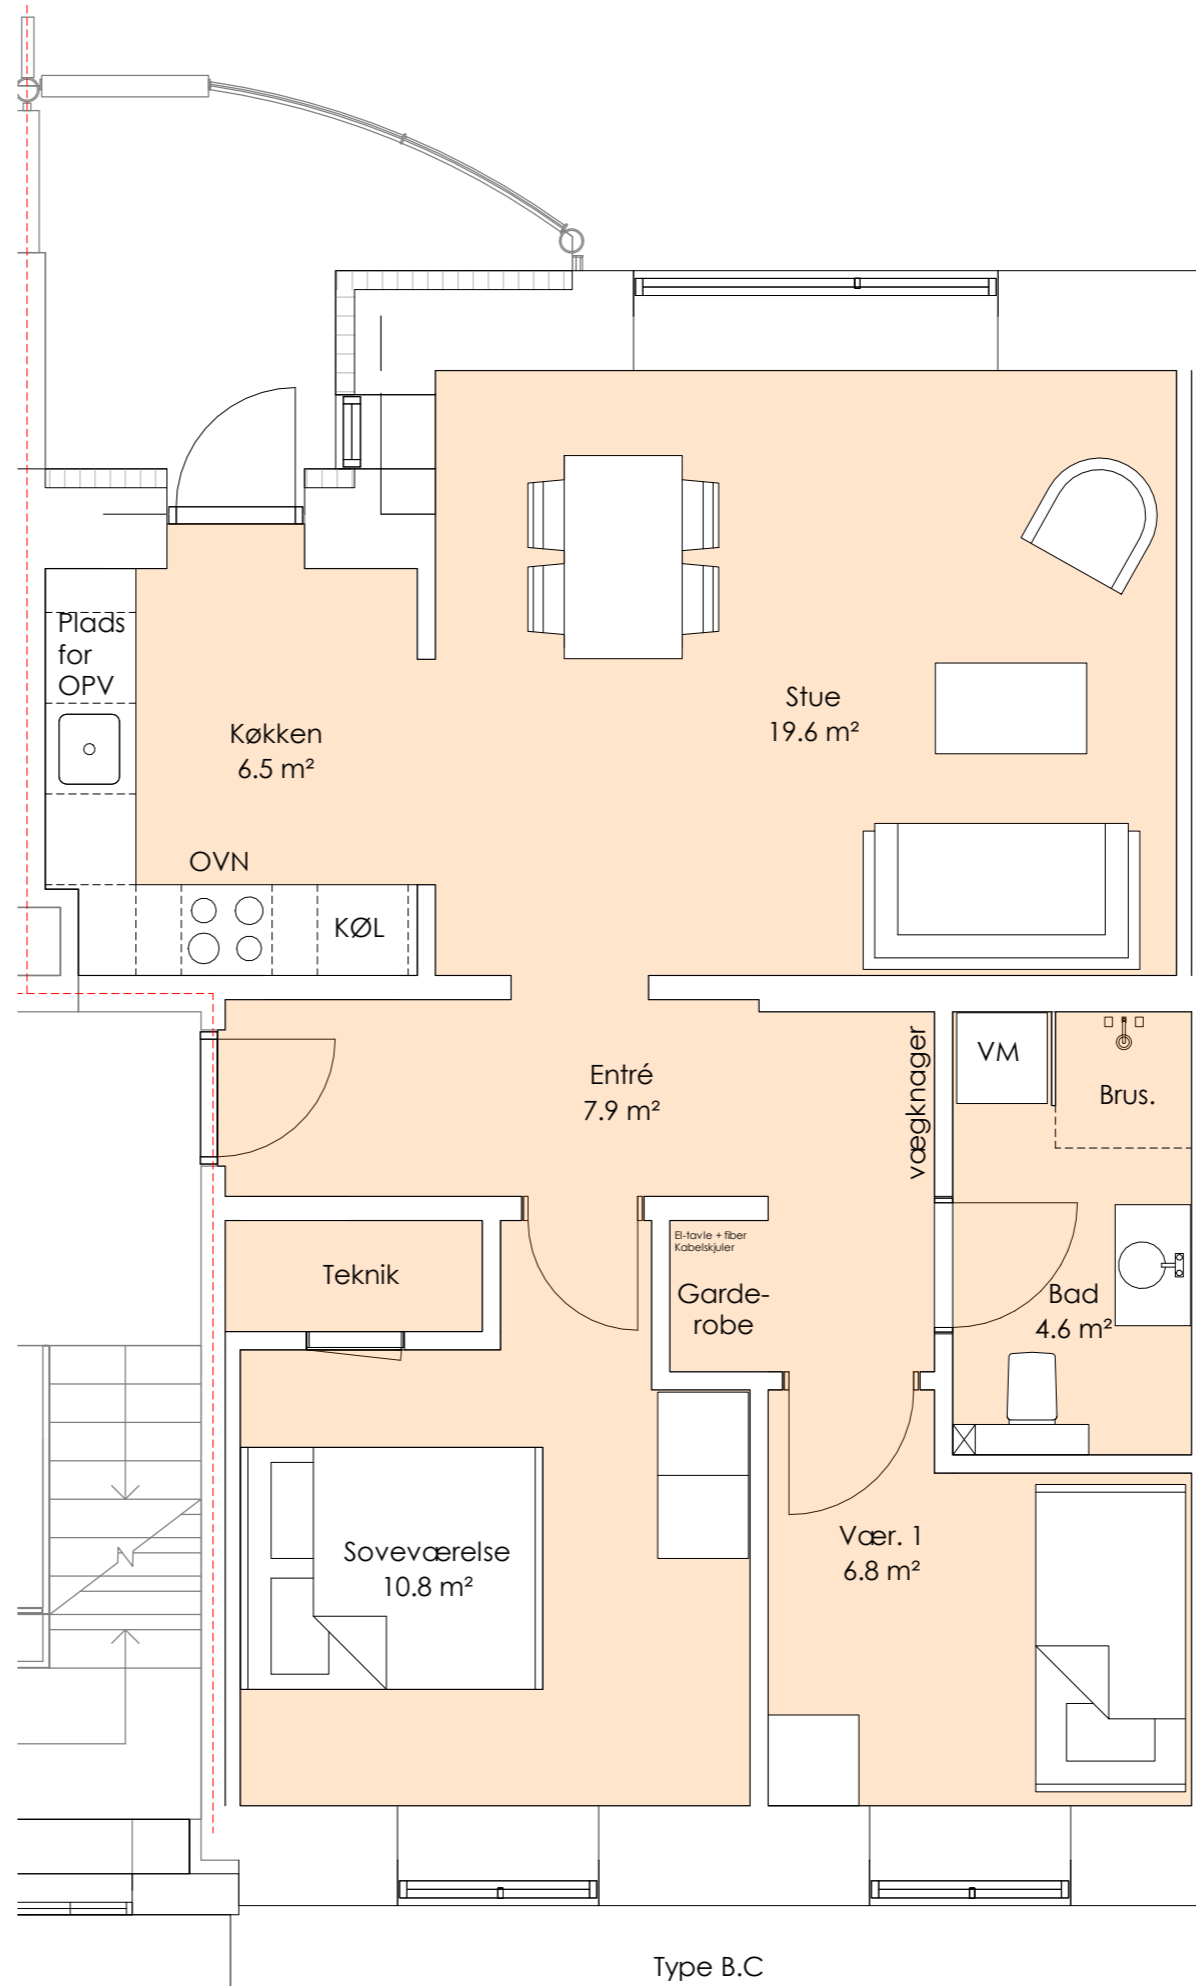 Plads
for
OPV
Køkken
6.5 m²
Stue
19.6 m²
OVN
KØL
Entré
7.9 m²
vægknager
VM
Brus.
Teknik
El-tavle + fiber
Kabelskjuler
Garde-
robe
Bad
4.6 m²
Soveværelse
10.8 m²
Vær. 1
6.8 m²
Type B.C